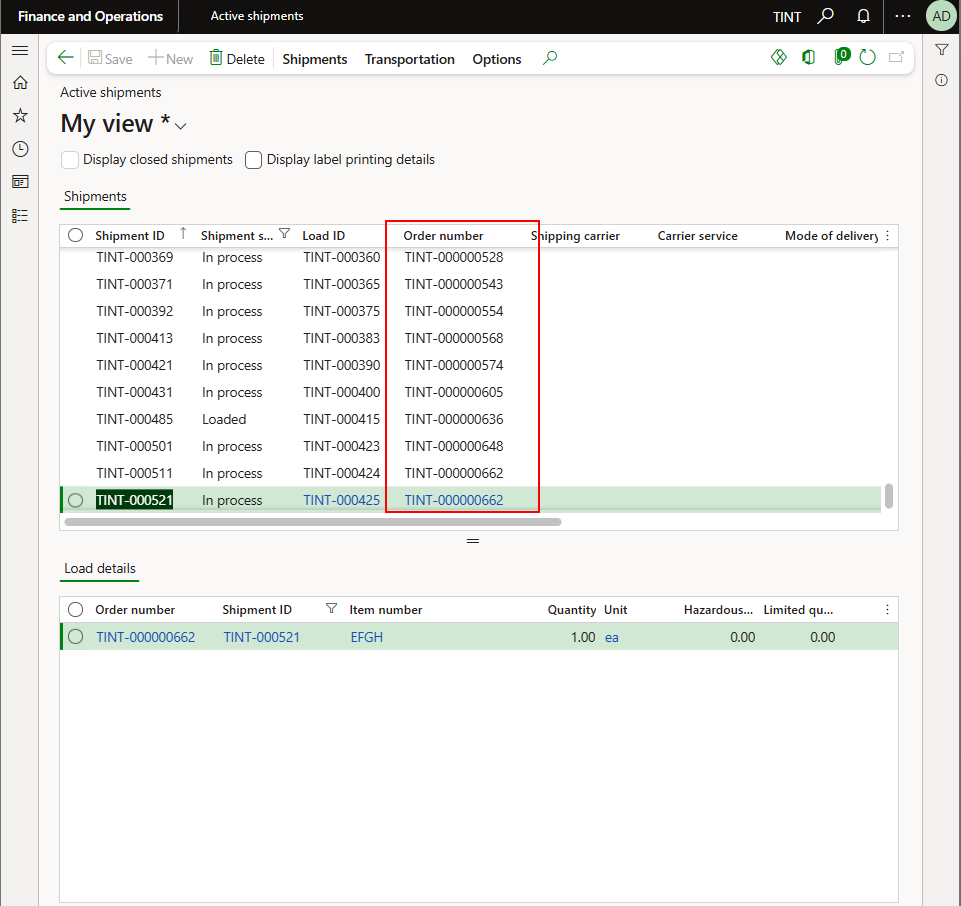 Finance and Operations Active shipments TINT AD
Save New Delete Shipments Transportation Options 0
Active shipments
My view *
Display closed shipments Display label printing details
Shipments
Shipment ID Shipment s... Load ID Order number Shipping carrier Carrier service Mode of delivery
TINT-000369 In process TINT-000360 TINT-000000528
TINT-000371 In process TINT-000365 TINT-000000543
TINT-000392 In process TINT-000375 TINT-000000554
TINT-000413 In process TINT-000383 TINT-000000568
TINT-000421 In process TINT-000390 TINT-000000574
TINT-000431 In process TINT-000400 TINT-000000605
TINT-000485 Loaded TINT-000415 TINT-000000636
TINT-000501 In process TINT-000423 TINT-000000648
TINT-000511 In process TINT-000424 TINT-000000662
TINT-000521 In process TINT-000425 TINT-000000662
Load details
Order number Shipment ID Item number Quantity Unit Hazardous... Limited qu...
TINT-000000662 TINT-000521 EFGH 1.00 ea 0.00 0.00